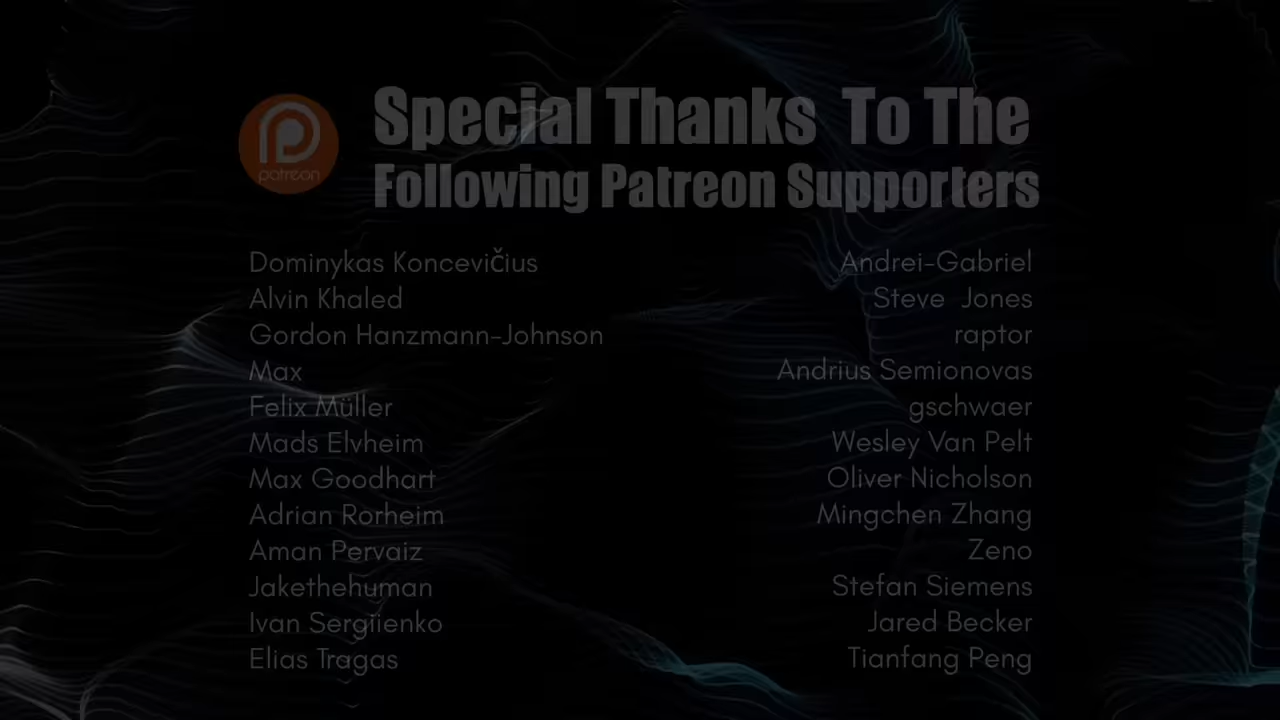 patreon
Special Thanks To The
Following Patreon Supporters
Dominykas Koncevičius
Alvin Khaled
Gordon Hanzmann-Johnson
Max
Felix Müller
Mads Elvheim
Max Goodhart
Adrian Rorheim
Aman Pervaiz
Jakethehuman
Ivan Sergiienko
Elias Tragas
Andrei-Gabriel
Steve Jones
raptor
Andrius Semionovas
gschwaer
Wesley Van Pelt
Oliver Nicholson
Mingchen Zhang
Zeno
Stefan Siemens
Jared Becker
Tianfang Peng